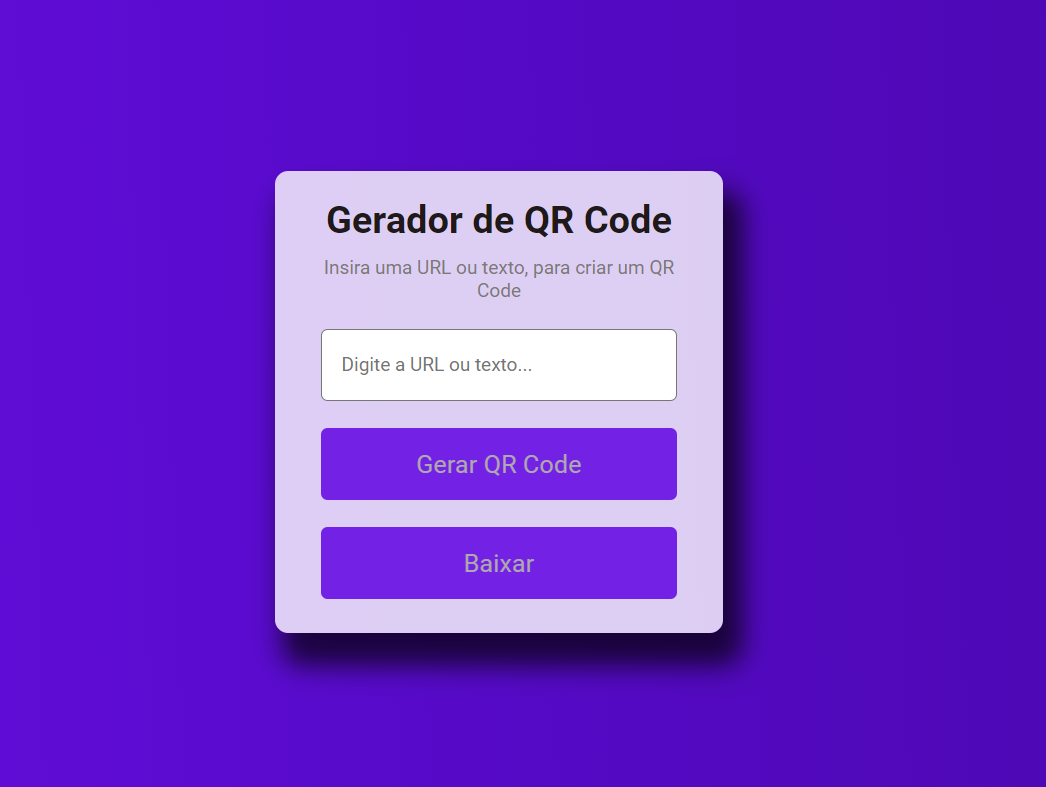 Gerador de QR Code
Insira uma URL ou texto, para criar um QR
Code
Digite a URL ou texto...
Gerar QR Code
Baixar